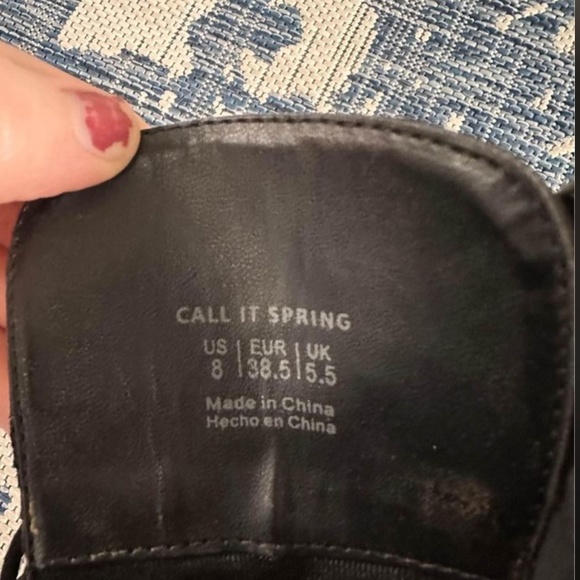 CALL IT SPRING
US | EUR | UK
8 | 38.5 | 5.5
Made in China
Hecho en China